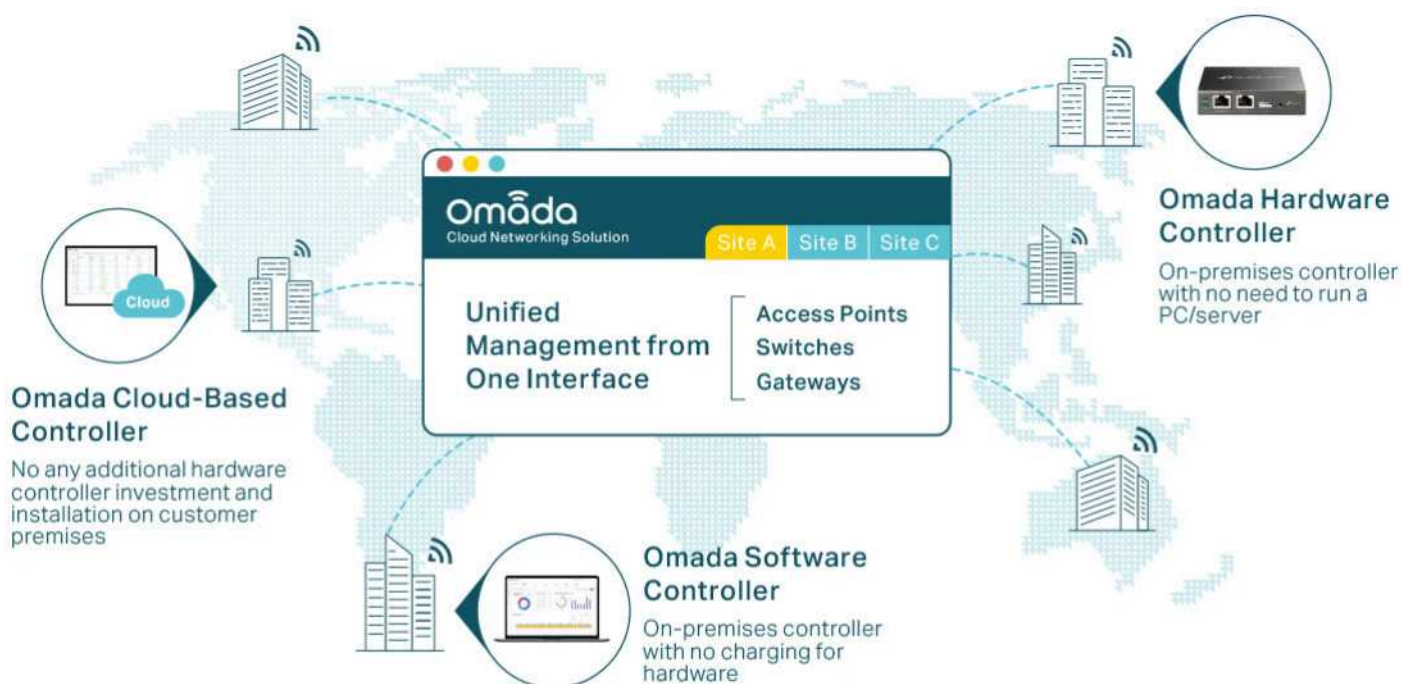 Omada
Cloud Networking Solution
Site A
Site B
Site C
Unified
Management from
One Interface
Access Points
Switches
Gateways
Omada Hardware
Controller
On-premises controller
with no need to run a
PC/server
Cloud
Omada Cloud-Based
Controller
No any additional hardware
controller investment and
installation on customer
premises
Omada Software
Controller
On-premises controller
with no charging for
hardware